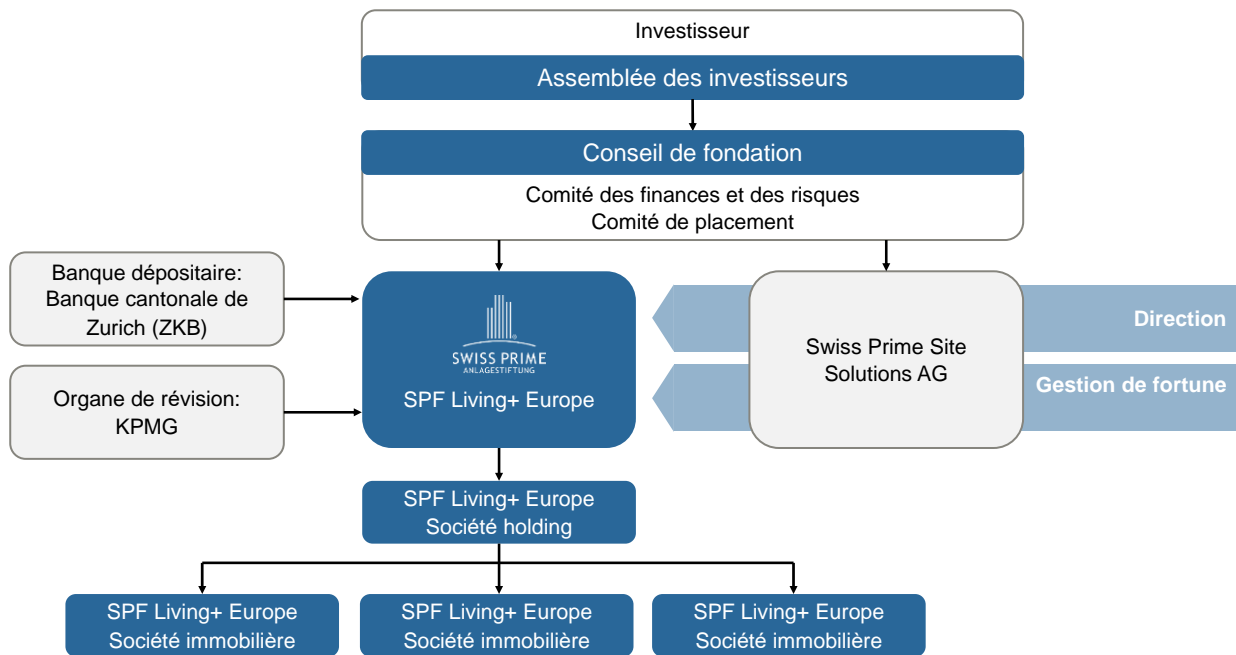 Investisseur
Assemblée des investisseurs
Conseil de fondation
Comité des finances et des risques
Comité de placement
Banque dépositaire:
Banque cantonale de
Zurich (ZKB)
Organe de révision:
KPMG
SWISS PRIME
ANLAGESTIFTUNG
SPF Living+ Europe
Swiss Prime Site
Solutions AG
Direction
Gestion de fortune
SPF Living+ Europe
Société holding
SPF Living+ Europe
Société immobilière
SPF Living+ Europe
Société immobilière
SPF Living+ Europe
Société immobilière